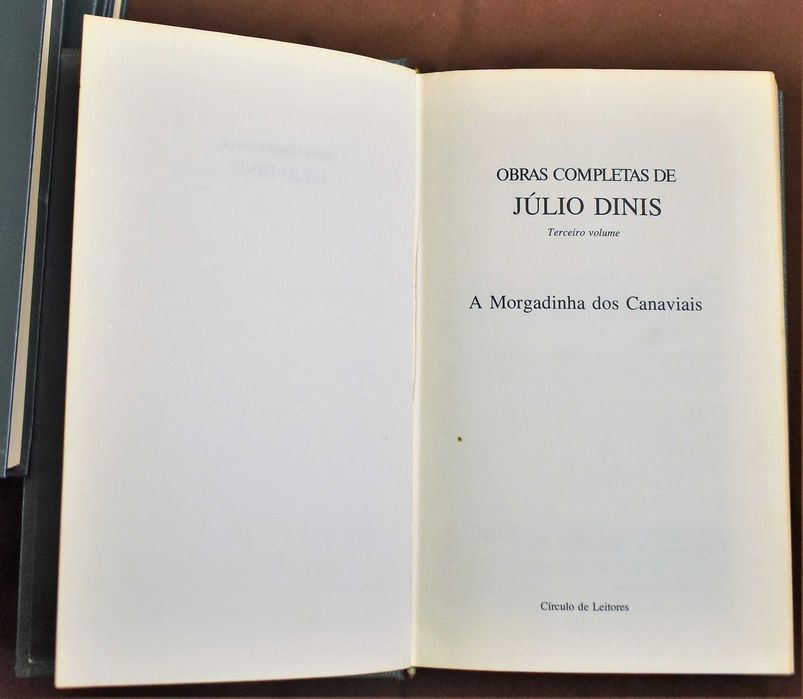 OBRAS COMPLETAS DE
JÚLIO DINIS
Terceiro volume
A Morgadinha dos Canaviais
Círculo de Leitores